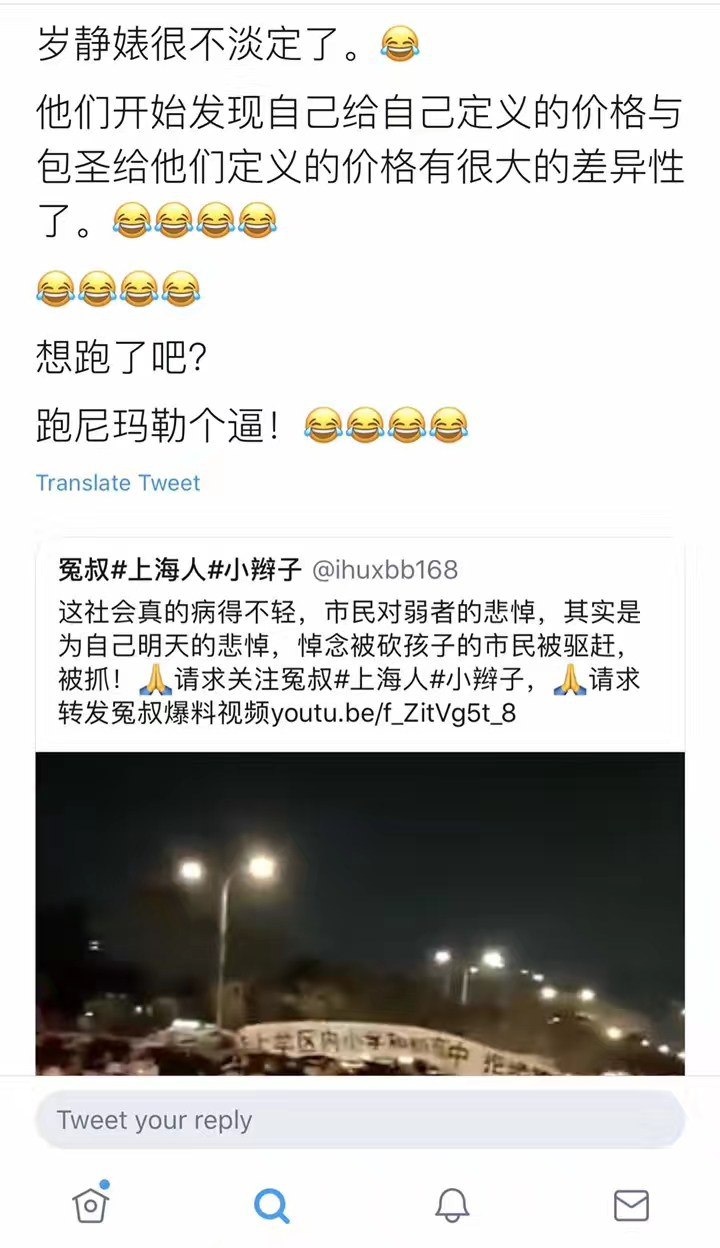 岁静婊很不淡定了。😂
他们开始发现自己给自己定义的价格与
包圣给他们定义的价格有很大的差异性
了。😂😂😂😂
😂😂😂😂
想跑了吧?
跑尼玛勒个逼！😂😂😂😂
Translate Tweet
冤叔#上海人#小辫子 @ihuxbb168
这社会真的病得不轻，市民对弱者的悲悼，其实是
为自己明天的悲悼，悼念被砍孩子的市民被驱赶，
被抓！🙏请求关注冤叔#上海人#小辫子，🙏请求
转发冤叔爆料视频youtu.be/f_ZitVg5t_8
上学区内小学和初高中
Tweet your reply